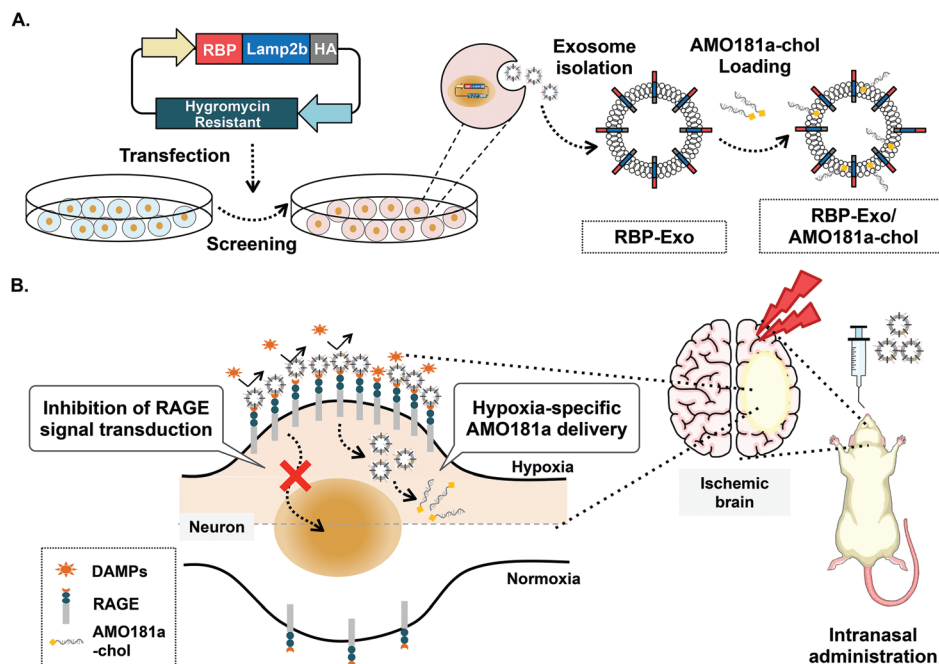 A.
RBP
Lamp2b
HA
Hygromycin
Resistant
Transfection
Screening
Exosome
isolation
AMO181a-chol
Loading
RBP-Exo
RBP-Exo/
AMO181a-chol
B.
Inhibition of RAGE
signal transduction
Hypoxia-specific
AMO181a delivery
Hypoxia
Neuron
Normoxia
DAMPs
RAGE
AMO181a
-chol
Ischemic
brain
Intranasal
administration